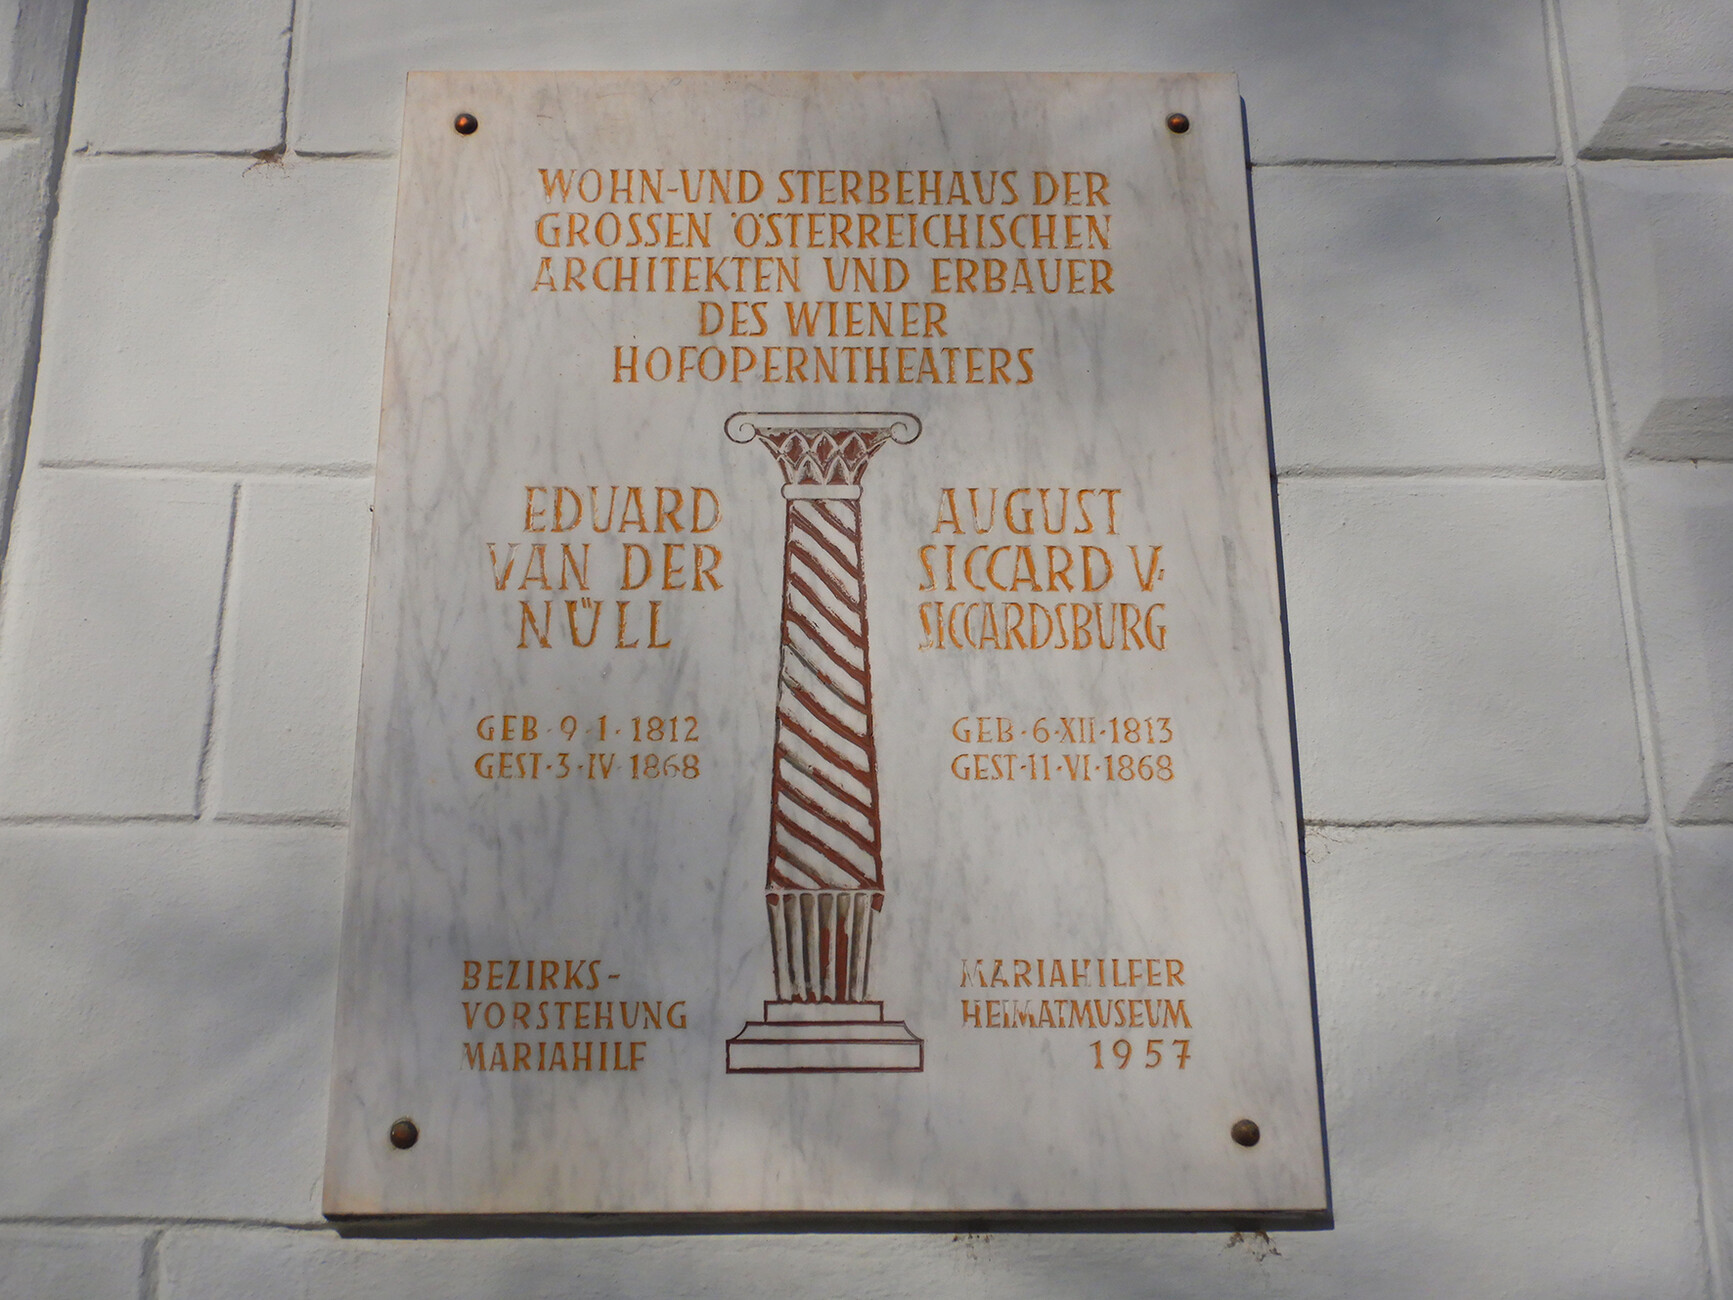 WOHN-UND STERBEHAUS DER
GROSSEN ÖSTERREICHISCHEN
ARCHITEKTEN UND ERBAUER
DES WIENER
HOFOPERNTHEATERS
EDUARD
VAN DER
NÜLL
GEB · 9 · 1 · 1812
GEST · 3 · IV · 1868
AUGUST
SICCARD V.
SICCARDSBURG
GEB · 6 · XII · 1813
GEST · 11 · VI · 1868
BEZIRKS-
VORSTEHUNG
MARIAHILF
MARIAHILFER
HEIMATMUSEUM
1957